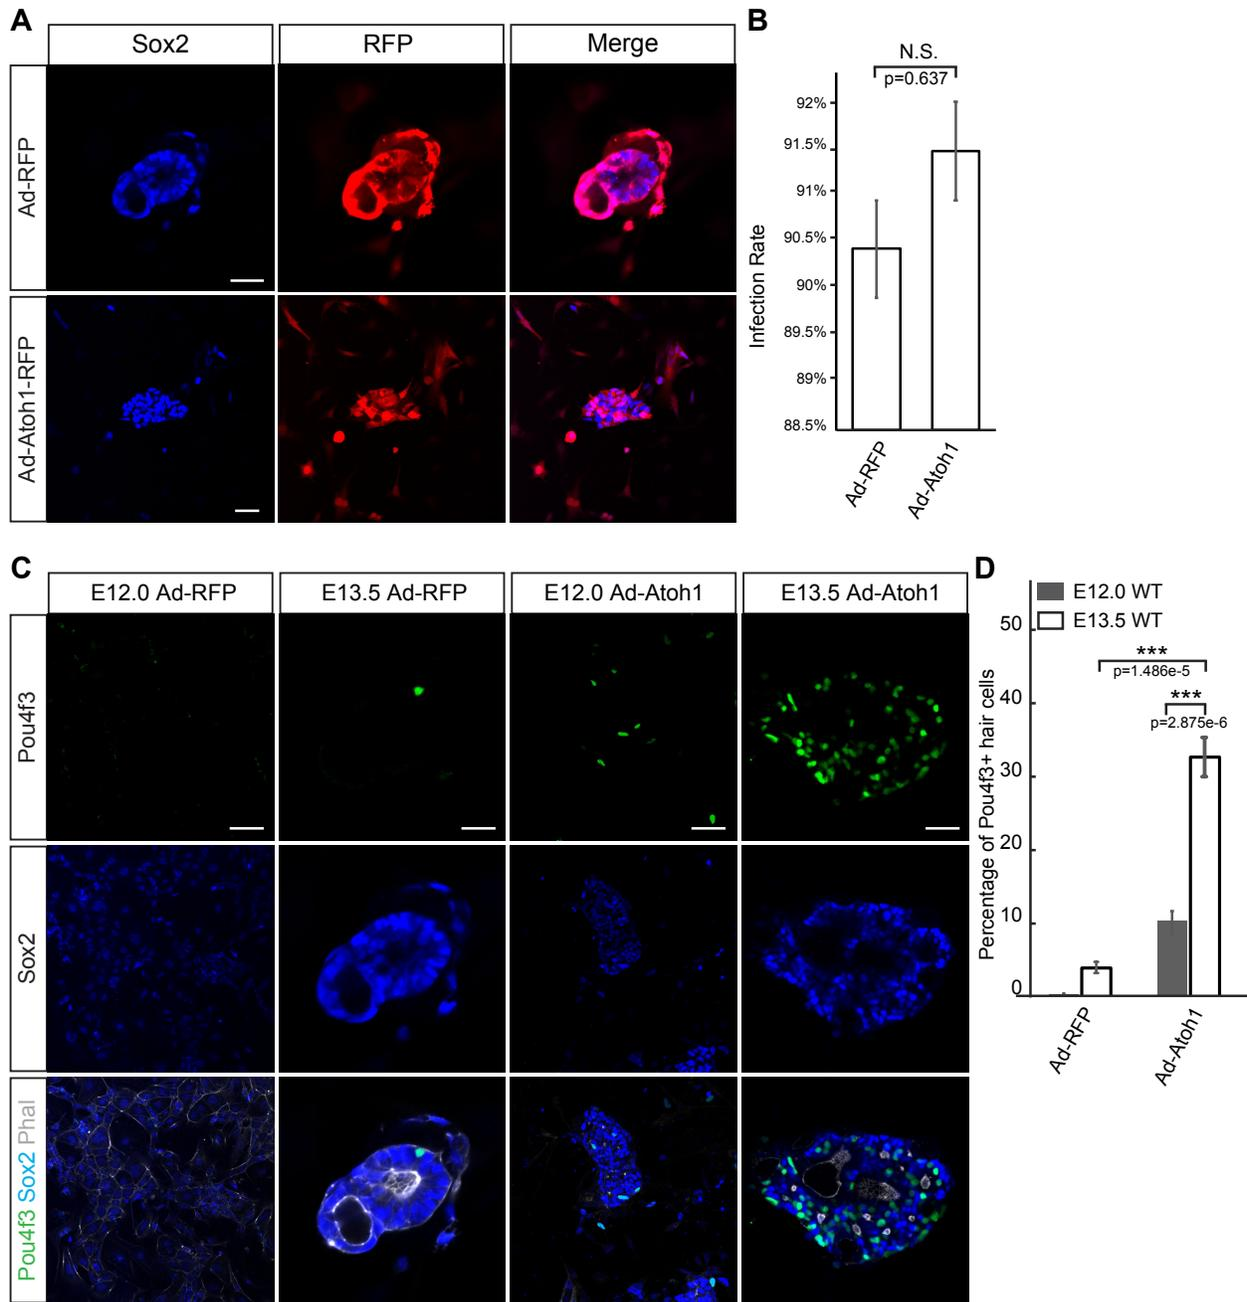 A
Sox2
RFP
Merge
Ad-RFP
Ad-Atoh1-RFP
B
N.S.
p=0.637
92%
91.5%
91%
90.5%
90%
89.5%
89%
88.5%
Infection Rate
Ad-RFP
Ad-Atoh1
C
E12.0 Ad-RFP
E13.5 Ad-RFP
E12.0 Ad-Atoh1
E13.5 Ad-Atoh1
Pou4f3
Sox2
Pou4f3 Sox2 Phal
D
E12.0 WT
E13.5 WT
***
p=1.486e-5
***
p=2.875e-6
50
40
30
20
10
0
Percentage of Pou4f3+ hair cells
Ad-RFP
Ad-Atoh1